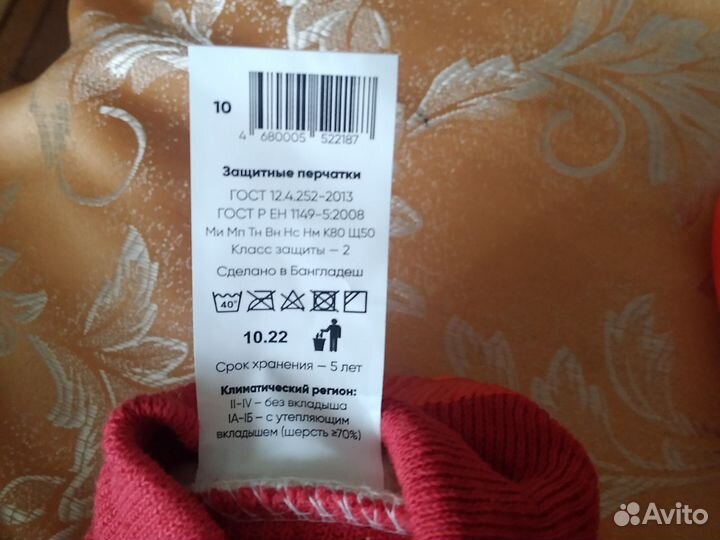 10
4 680005 522187
Защитные перчатки
ГОСТ 12.4.252-2013
ГОСТ Р ЕН 1149-5:2008
Ми Мп Тн Вн Нс Нм К80 Щ50
Класс защиты – 2
Сделано в Бангладеш
40°
10.22
Срок хранения – 5 лет
Климатический регион:
II-IV – без вкладыша
IA-IБ – с утепляющим
вкладышем (шерсть ≥70%)
Avito